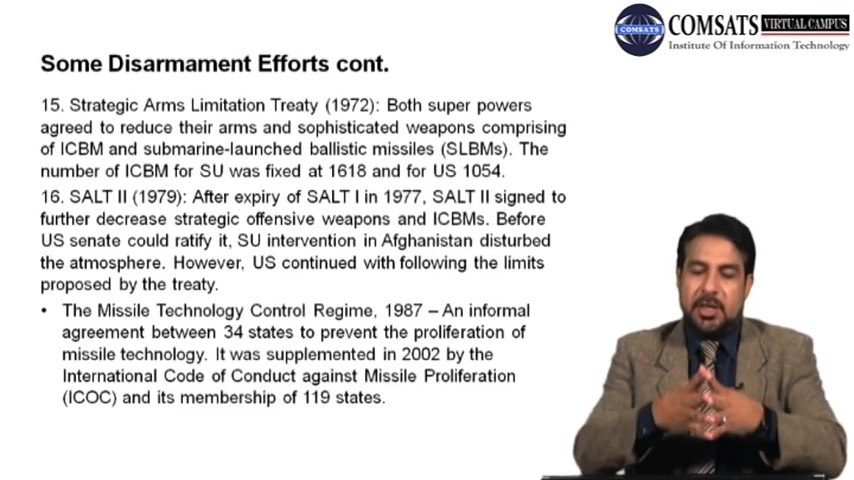 COMSATS VIRTUAL CAMPUS
COMSATS
Institute Of Information Technology
Some Disarmament Efforts cont.
15. Strategic Arms Limitation Treaty (1972): Both super powers
agreed to reduce their arms and sophisticated weapons comprising
of ICBM and submarine-launched ballistic missiles (SLBMs). The
number of ICBM for SU was fixed at 1618 and for US 1054.
16. SALT II (1979): After expiry of SALT I in 1977, SALT II signed to
further decrease strategic offensive weapons and ICBMs. Before
US senate could ratify it, SU intervention in Afghanistan disturbed
the atmosphere. However, US continued with following the limits
proposed by the treaty.
• The Missile Technology Control Regime, 1987 – An informal
agreement between 34 states to prevent the proliferation of
missile technology. It was supplemented in 2002 by the
International Code of Conduct against Missile Proliferation
(ICOC) and its membership of 119 states.